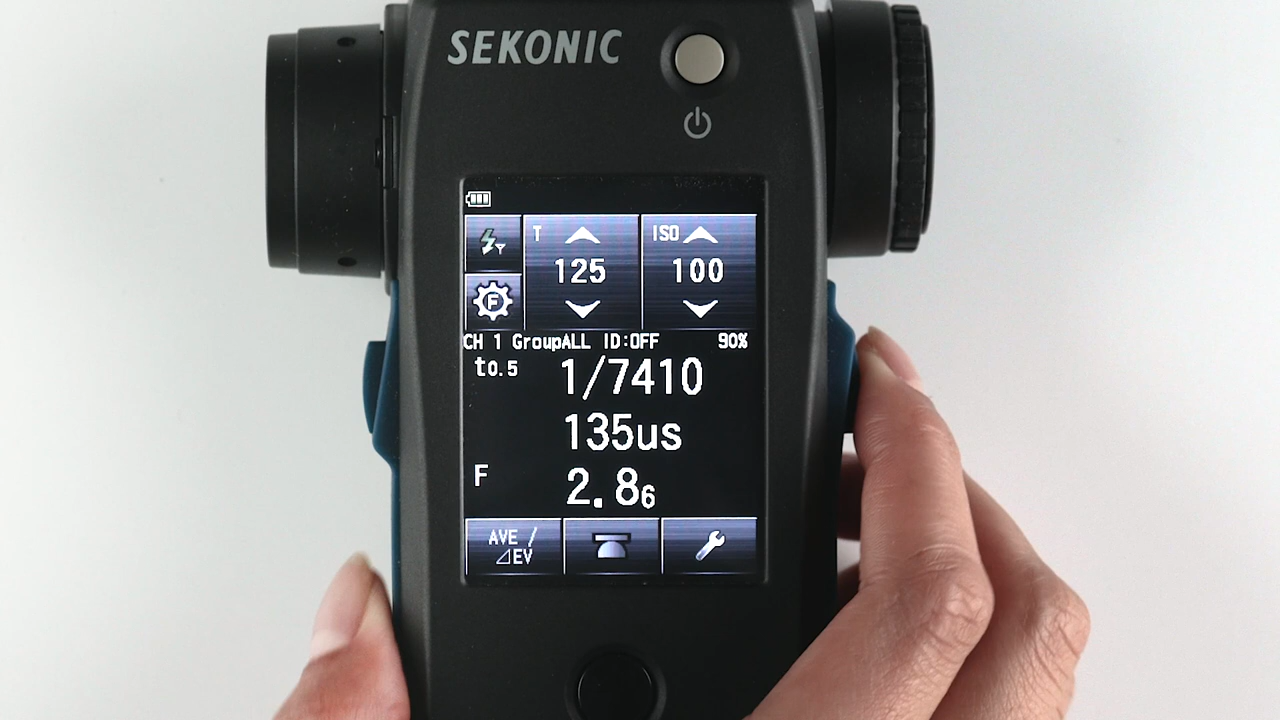 SEKONIC
T
ISO
125
100
F
CH 1 GroupALL ID:OFF 90%
t0.5 1/7410
135us
F 2.86
AVE/
⊿EV